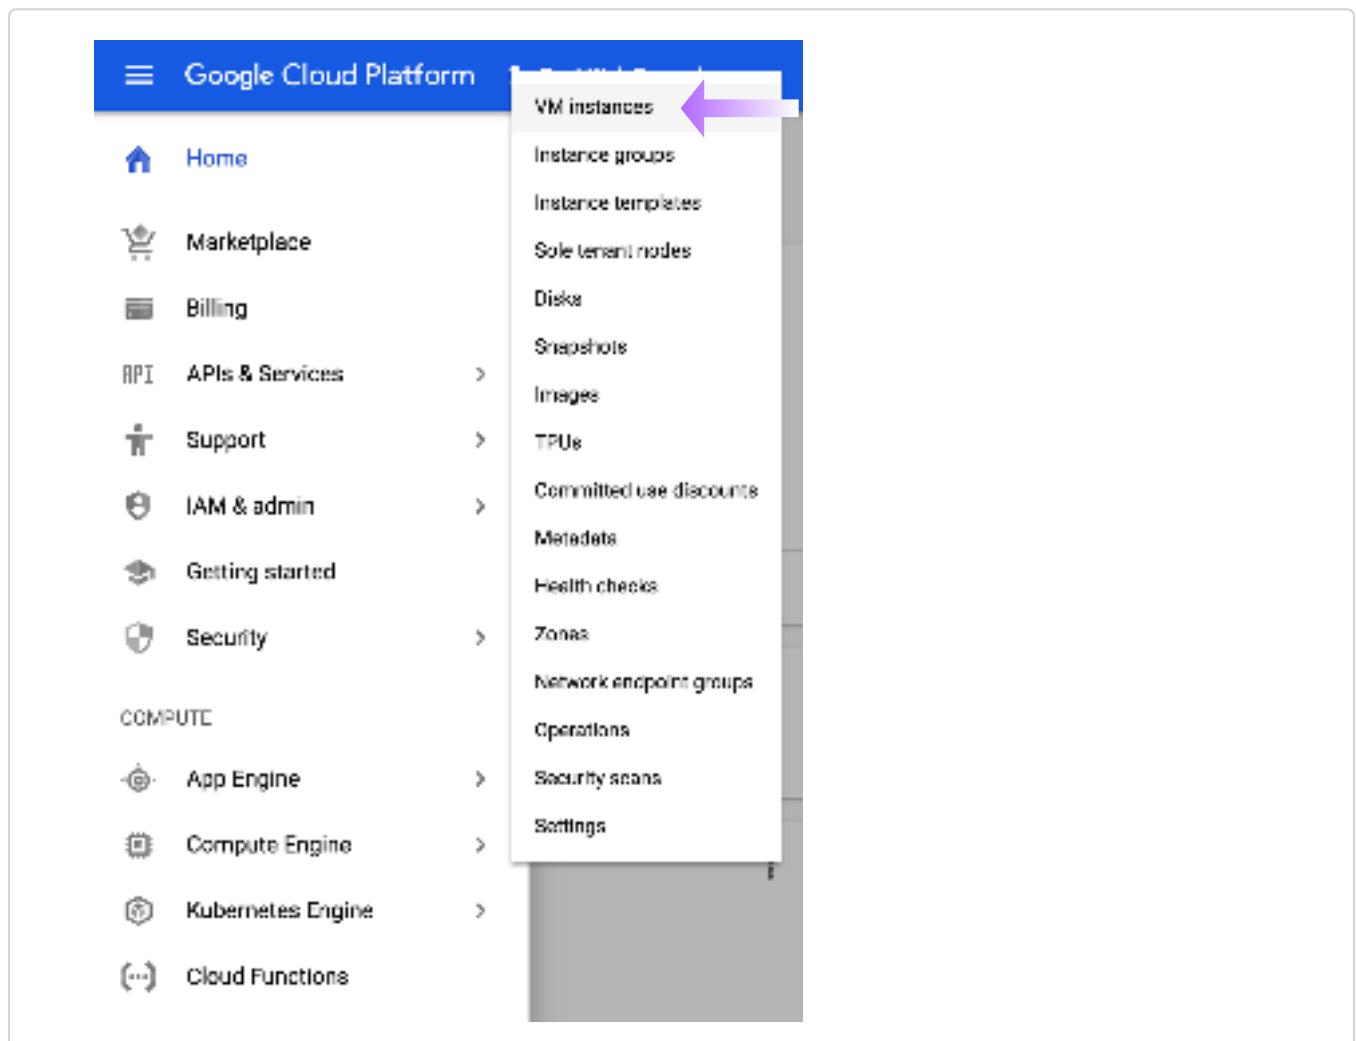 Google Cloud Platform
Home
Marketplace
Billing
API APIs & Services
Support
IAM & admin
Getting started
Security
COMPUTE
App Engine
Compute Engine
Kubernetes Engine
Cloud Functions
VM instances
Instance groups
Instance templates
Sole tenant nodes
Disks
Snapshots
Images
TPUs
Committed use discounts
Metadata
Health checks
Zones
Network endpoint groups
Operations
Security scans
Settings